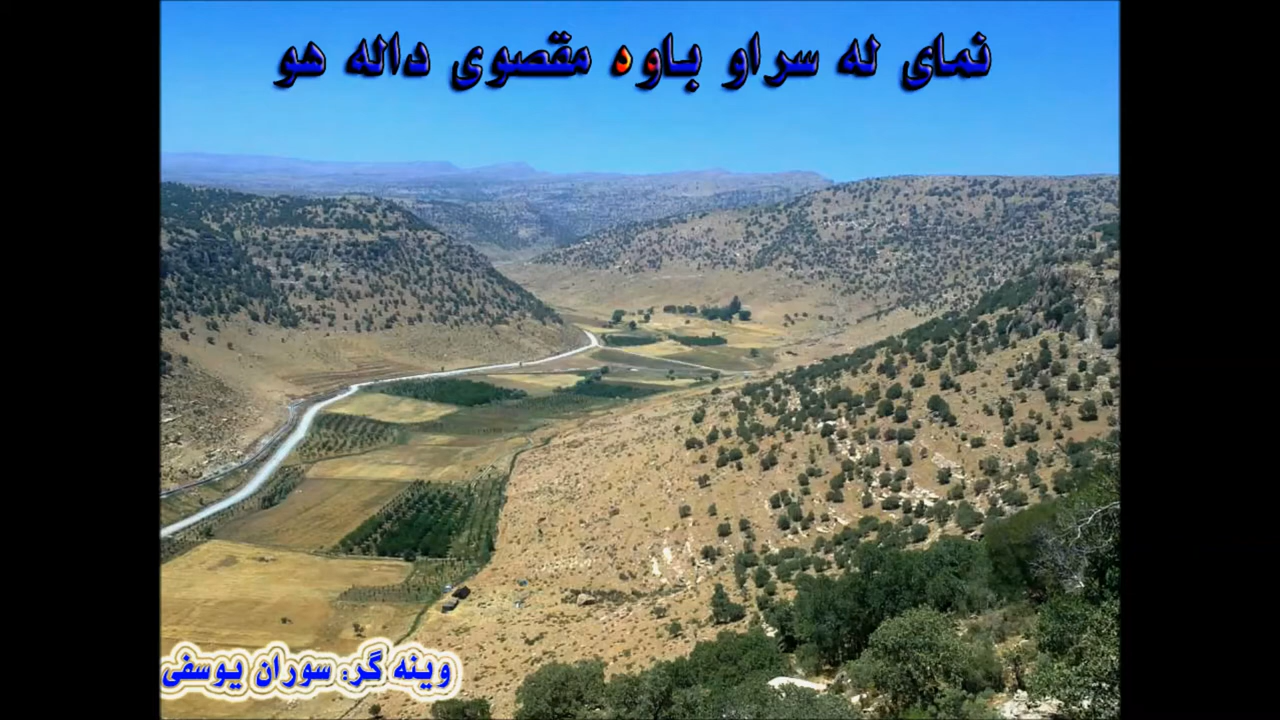 نمای له سراو باوه مقصوی داله هو
وینه گر: سوران یوسفی